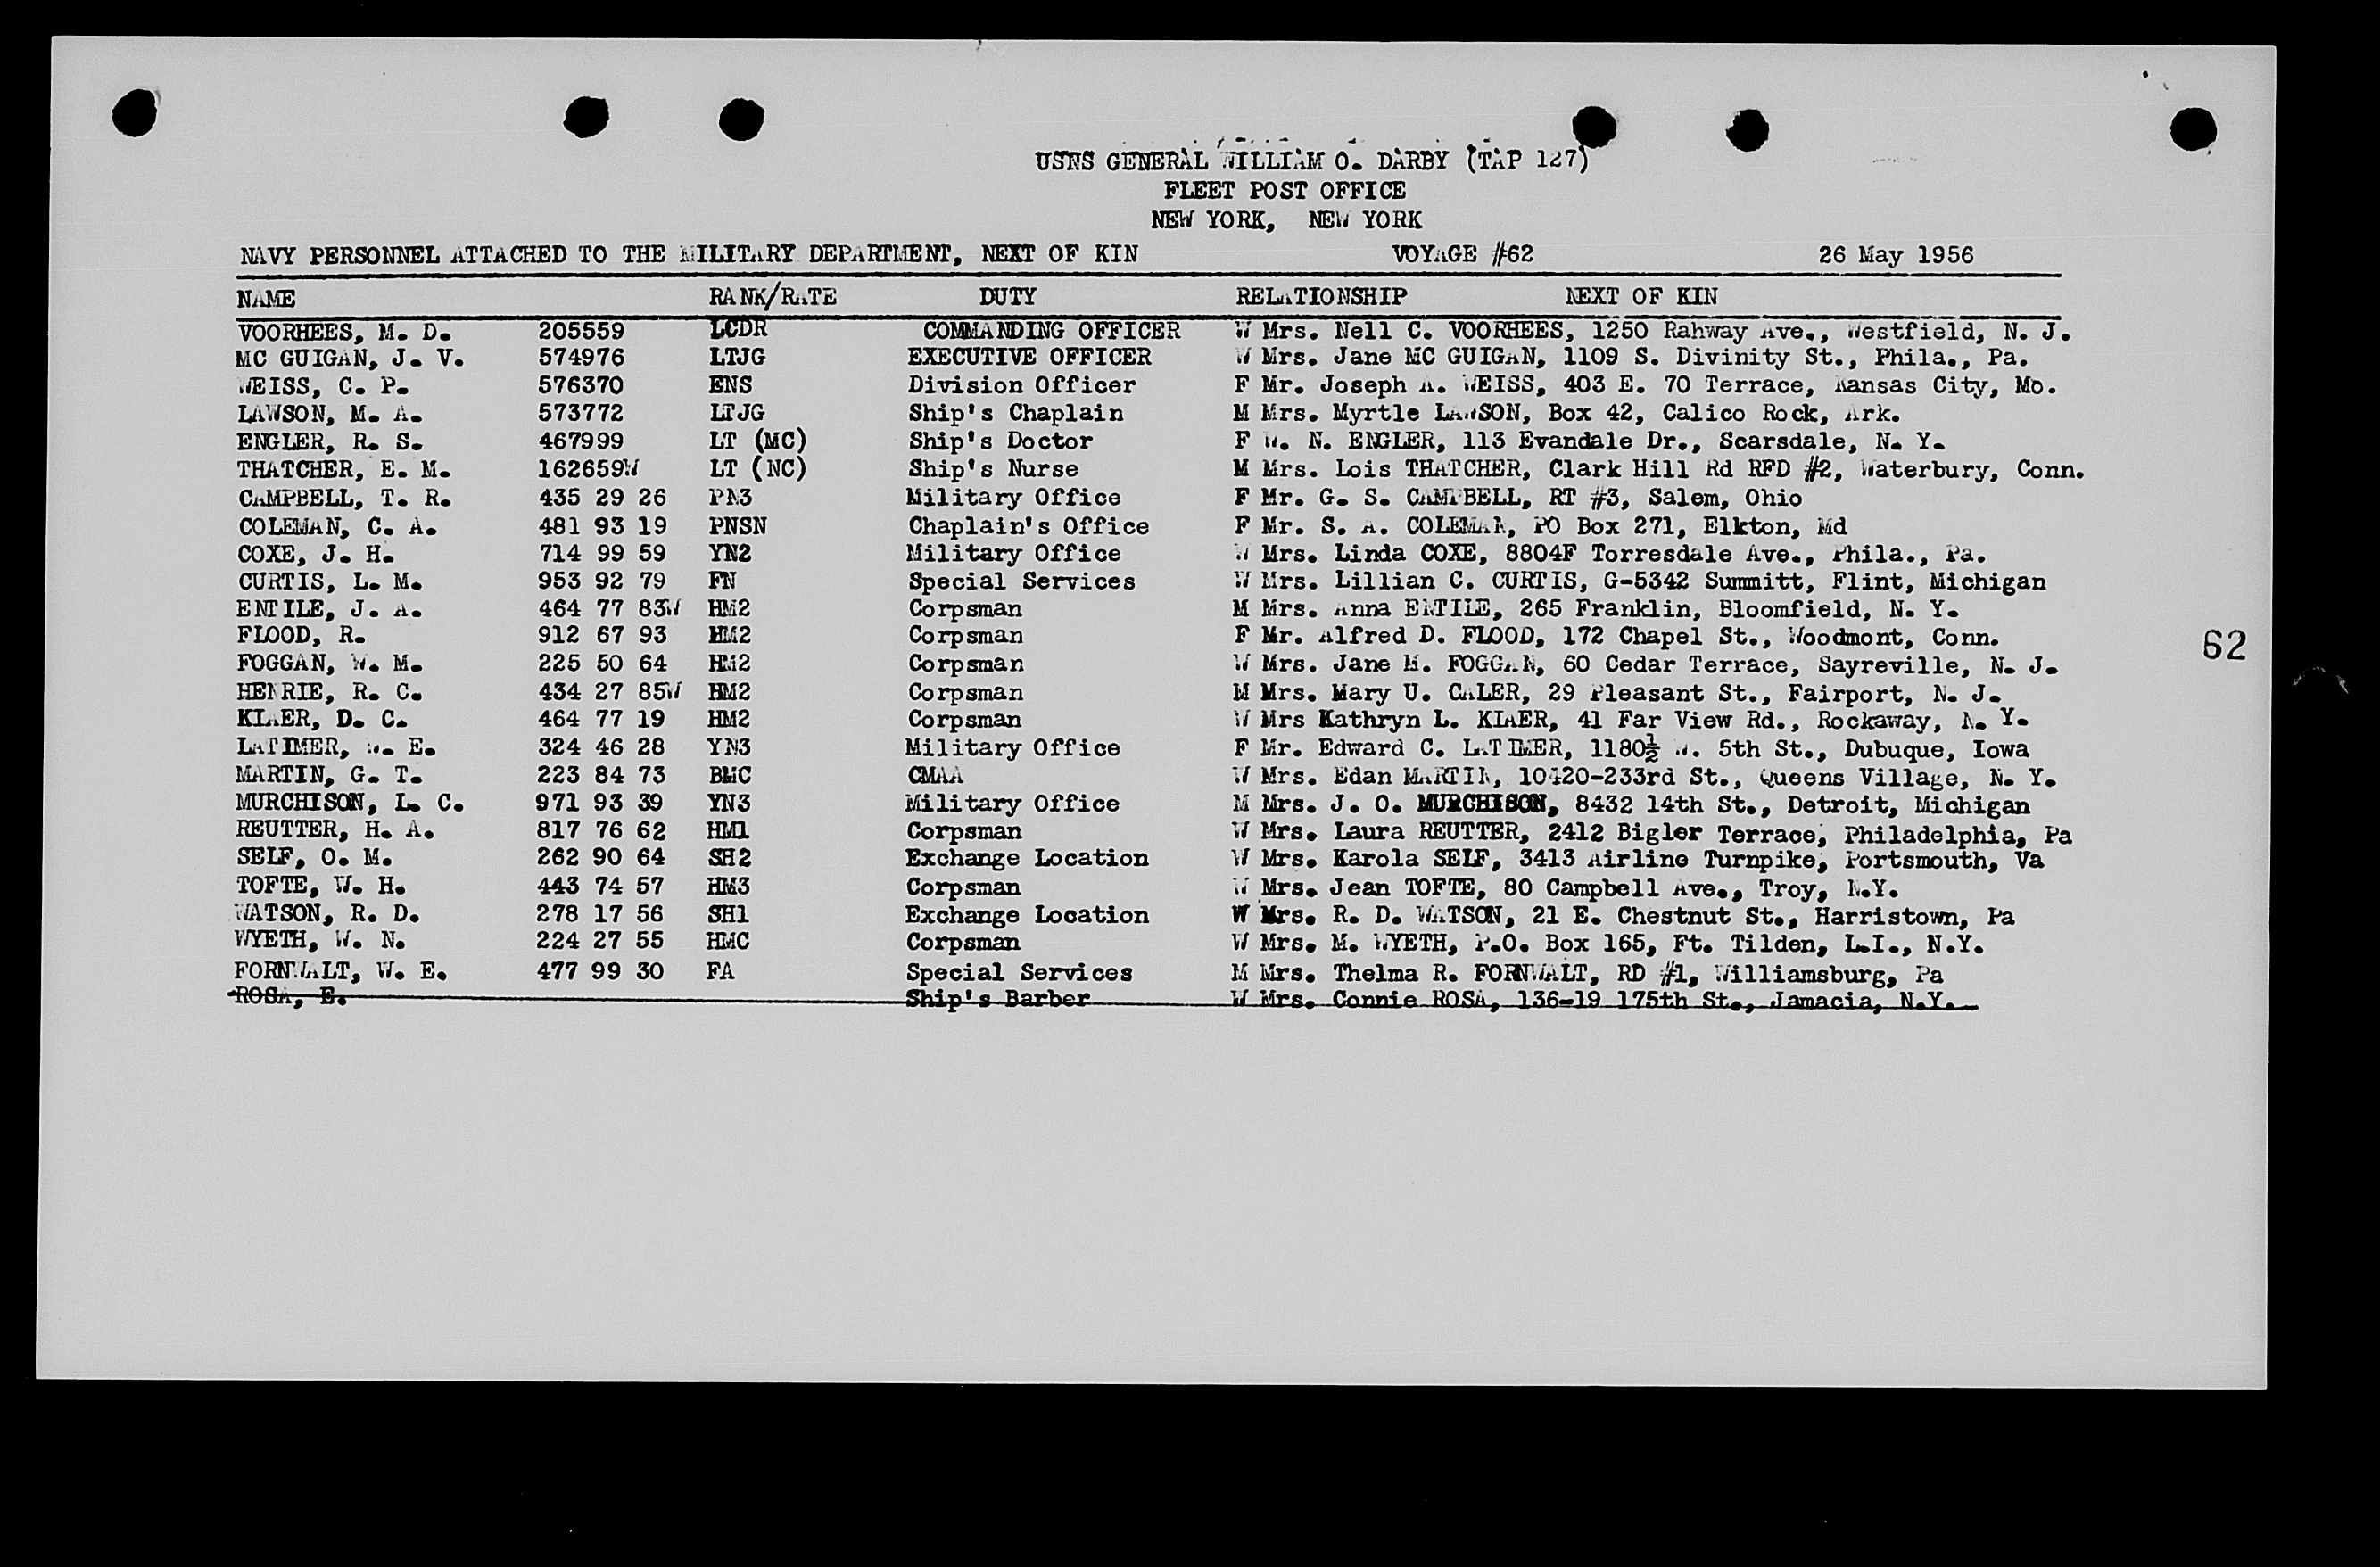 USNS GENERAL WILLIAM O. DARBY (TAP 127)
FLEET POST OFFICE
NEW YORK, NEW YORK
NAVY PERSONNEL ATTACHED TO THE MILITARY DEPARTMENT, NEXT OF KIN VOYAGE #62 26 May 1956
NAME RANK/RATE DUTY RELATIONSHIP NEXT OF KIN
VOORHEES, M. D. 205559 LCDR COMMANDING OFFICER W Mrs. Nell C. VOORHEES, 1250 Rahway Ave., Westfield, N. J.
MC GUIGAN, J. V. 574976 LTJG EXECUTIVE OFFICER W Mrs. Jane MC GUIGAN, 1109 S. Divinity St., Phila., Pa.
WEISS, C. P. 576370 ENS Division Officer F Mr. Joseph A. WEISS, 403 E. 70 Terrace, Kansas City, Mo.
LAWSON, M. A. 573772 LTJG Ship's Chaplain M Mrs. Myrtle LAWSON, Box 42, Calico Rock, Ark.
ENGLER, R. S. 467999 LT (MC) Ship's Doctor F W. N. ENGLER, 113 Evandale Dr., Scarsdale, N. Y.
THATCHER, E. M. 162659W LT (NC) Ship's Nurse M Mrs. Lois THATCHER, Clark Hill Rd RFD #2, Waterbury, Conn.
CAMPBELL, T. R. 435 29 26 PN3 Military Office F Mr. G. S. CAMPBELL, RT #3, Salem, Ohio
COLEMAN, C. A. 481 93 19 PNSN Chaplain's Office F Mr. S. A. COLEMAN, PO Box 271, Elkton, Md
COXE, J. H. 714 99 59 YN2 Military Office W Mrs. Linda COXE, 8804F Torresdale Ave., Phila., Pa.
CURTIS, L. M. 953 92 79 FN Special Services W Mrs. Lillian C. CURTIS, G-5342 Summitt, Flint, Michigan
ENTILE, J. A. 464 77 83W HM2 Corpsman M Mrs. Anna ENTILE, 265 Franklin, Bloomfield, N. Y.
FLOOD, R. 912 67 93 HM2 Corpsman F Mr. Alfred D. FLOOD, 172 Chapel St., Woodmont, Conn.
FOGGAN, W. M. 225 50 64 HM2 Corpsman W Mrs. Jane M. FOGGAN, 60 Cedar Terrace, Sayreville, N. J.
HENRIE, R. C. 434 27 85W HM2 Corpsman M Mrs. Mary U. CALER, 29 Pleasant St., Fairport, N. J.
KLAER, D. C. 464 77 19 HM2 Corpsman W Mrs Kathryn L. KLAER, 41 Far View Rd., Rockaway, N. Y.
LATIMER, W. E. 324 46 28 YN3 Military Office F Mr. Edward C. LATIMER, 1180½ W. 5th St., Dubuque, Iowa
MARTIN, G. T. 223 84 73 BMC CMAA W Mrs. Edan MARTIN, 10420-233rd St., Queens Village, N. Y.
MURCHISON, L. C. 971 93 39 YN3 Military Office M Mrs. J. O. MURCHISON, 8432 14th St., Detroit, Michigan
REUTTER, H. A. 817 76 62 HM1 Corpsman W Mrs. Laura REUTTER, 2412 Bigler Terrace, Philadelphia, Pa
SELF, O. M. 262 90 64 SH2 Exchange Location W Mrs. Karola SELF, 3413 Airline Turnpike, Portsmouth, Va
TOFTE, W. H. 443 74 57 HM3 Corpsman W Mrs. Jean TOFTE, 80 Campbell Ave., Troy, N.Y.
WATSON, R. D. 278 17 56 SH1 Exchange Location W Mrs. R. D. WATSON, 21 E. Chestnut St., Harristown, Pa
WYETH, W. N. 224 27 55 HMC Corpsman W Mrs. M. WYETH, P.O. Box 165, Ft. Tilden, L.I., N.Y.
FORNWALT, W. E. 477 99 30 FA Special Services M Mrs. Thelma R. FORNWALT, RD #1, Williamsburg, Pa
ROSA, E. Ship's Barber W Mrs. Connie ROSA, 136-19 175th St., Jamacia, N.Y.
62